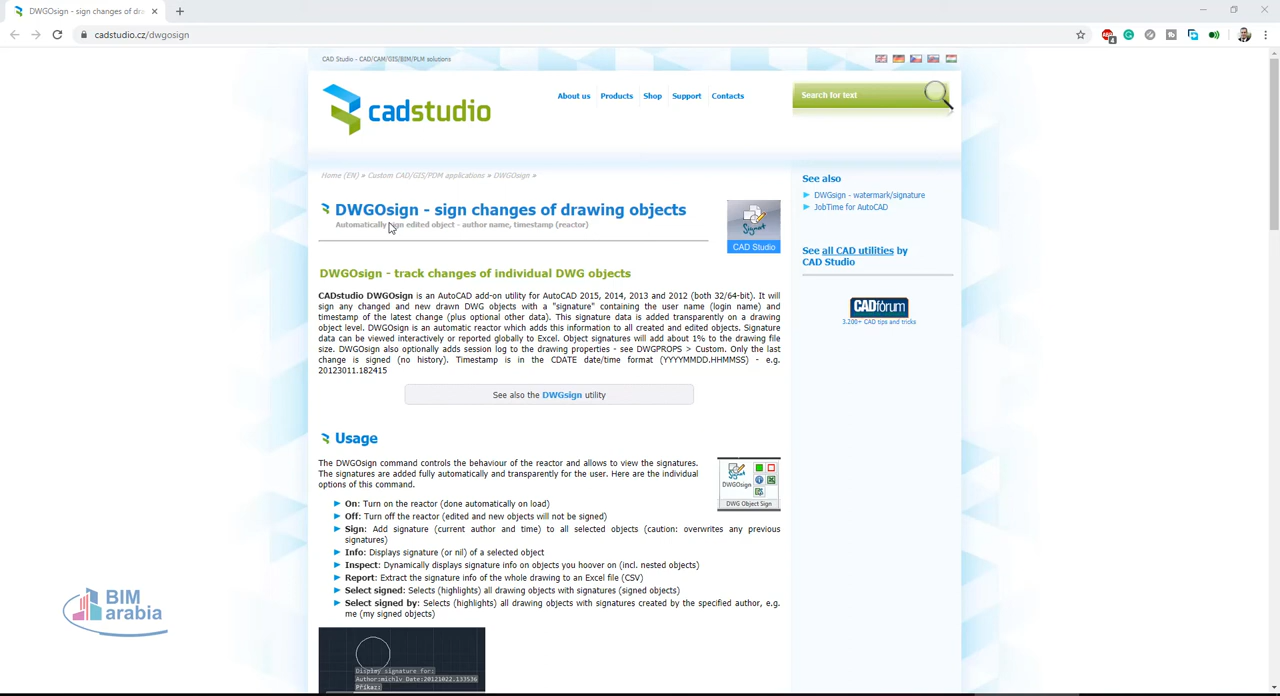 DWGOsign - sign changes of dra
cadstudio.cz/dwgosign
CAD Studio - CAD/CAM/GIS/BIM/PLM solutions
cadstudio
About us Products Shop Support Contacts
Search for text
Home (EN) » Custom CAD/GIS/PDM applications » DWGOsign »
DWGOsign - sign changes of drawing objects
Automatically sign edited object - author name, timestamp (reactor)
Signat
CAD Studio
See also
DWGsign - watermark/signature
JobTime for AutoCAD
See all CAD utilities by
CAD Studio
CADforum
3.200+ CAD tips and tricks
DWGOsign - track changes of individual DWG objects
CADstudio DWGOsign is an AutoCAD add-on utility for AutoCAD 2015, 2014, 2013 and 2012 (both 32/64-bit). It will
sign any changed and new drawn DWG objects with a "signature" containing the user name (login name) and
timestamp of the latest change (plus optional other data). This signature data is added transparently on a drawing
object level. DWGOsign is an automatic reactor which adds this information to all created and edited objects. Signature
data can be viewed interactively or reported globally to Excel. Object signatures will add about 1% to the drawing file
size. DWGOsign also optionally adds session log to the drawing properties - see DWGPROPS > Custom. Only the last
change is signed (no history). Timestamp is in the CDATE date/time format (YYYYMMDD.HHMMSS) - e.g.
20123011.182415
See also the DWGsign utility
Usage
The DWGOsign command controls the behaviour of the reactor and allows to view the signatures.
The signatures are added fully automatically and transparently for the user. Here are the individual
options of this command.
DWGOsign
DWG Object Sign
On: Turn on the reactor (done automatically on load)
Off: Turn off the reactor (edited and new objects will not be signed)
Sign: Add signature (current author and time) to all selected objects (caution: overwrites any previous
signatures)
Info: Displays signature (or nil) of a selected object
Inspect: Dynamically displays signature info on objects you hoover on (incl. nested objects)
Report: Extract the signature info of the whole drawing to an Excel file (CSV)
Select signed: Selects (highlights) all drawing objects with signatures (signed objects)
Select signed by: Selects (highlights) all drawing objects with signatures created by the specified author, e.g.
me (my signed objects)
Display signature for:
Author:michlv Date:20121022.133536
Příkaz:
BIM
arabia